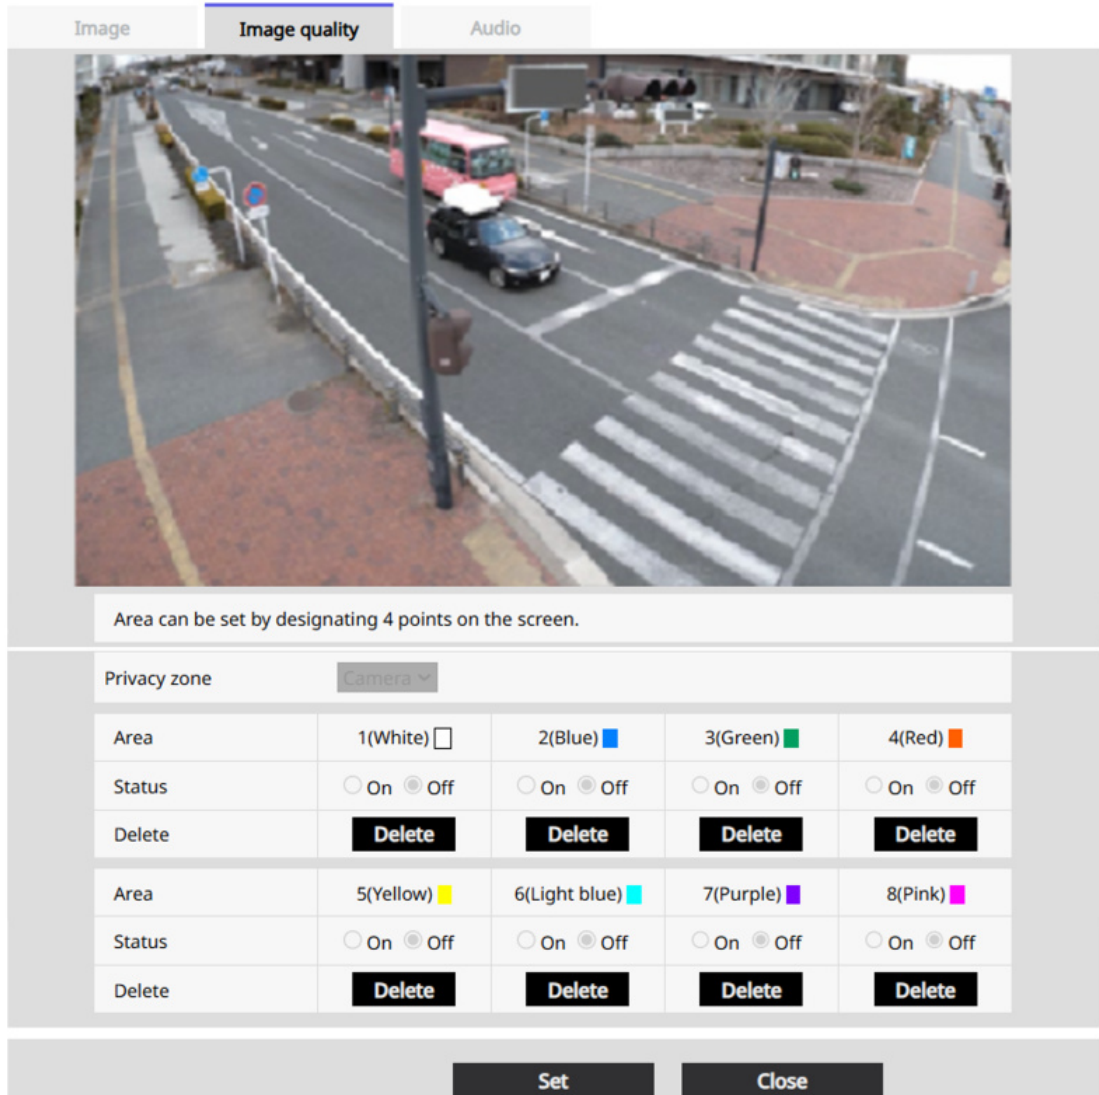 Image Image quality Audio
Area can be set by designating 4 points on the screen.
Privacy zone Camera
Area 1(White) 2(Blue) 3(Green) 4(Red)
Status On Off On Off On Off On Off
Delete Delete Delete Delete Delete
Area 5(Yellow) 6(Light blue) 7(Purple) 8(Pink)
Status On Off On Off On Off On Off
Delete Delete Delete Delete Delete
Set Close